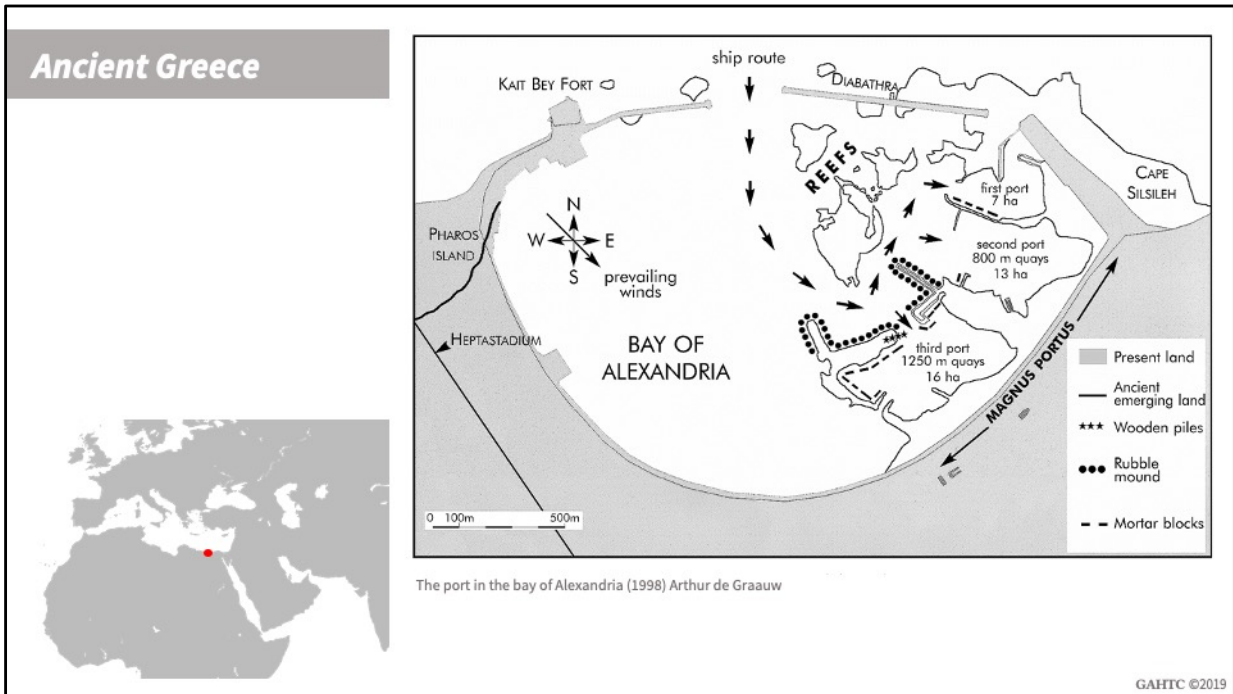 Ancient Greece
ship route
KAIT BEY FORT
DIABATHRA
REEFS
CAPE
SILSILEH
first port
7 ha
N
W E
S
prevailing
winds
PHAROS
ISLAND
second port
800 m quays
13 ha
HEPTASTADIUM
BAY OF
ALEXANDRIA
third port
1250 m quays
16 ha
MAGNUS PORTUS
Present land
Ancient
emerging land
Wooden piles
Rubble
mound
Mortar blocks
0 100m 500m
The port in the bay of Alexandria (1998) Arthur de Graauw
GAHTC ©2019